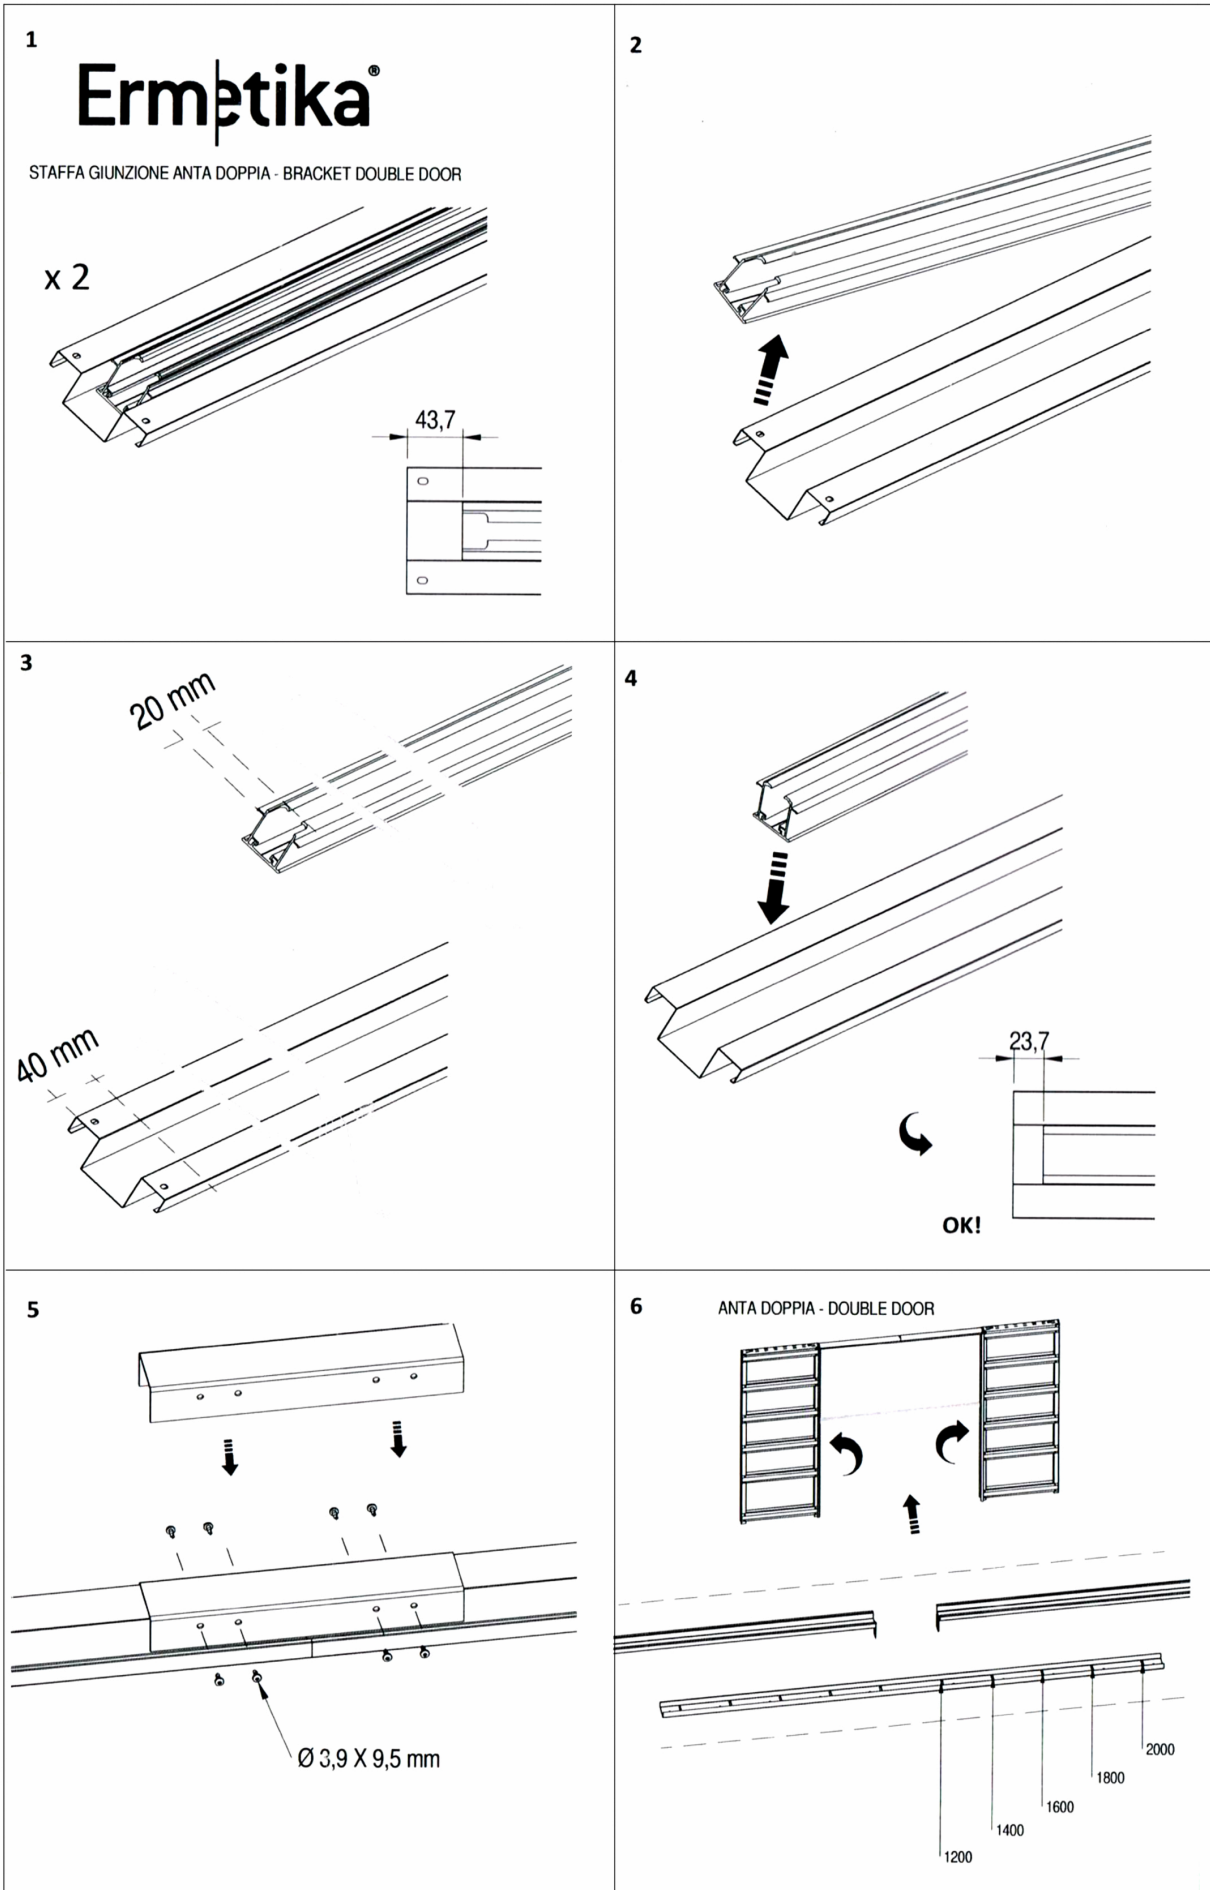 1
Ermetika®
STAFFA GIUNZIONE ANTA DOPPIA - BRACKET DOUBLE DOOR
x 2
43,7
2
3
20 mm
40 mm
4
23,7
OK!
5
Ø 3,9 X 9,5 mm
6
ANTA DOPPIA - DOUBLE DOOR
2000
1800
1600
1400
1200